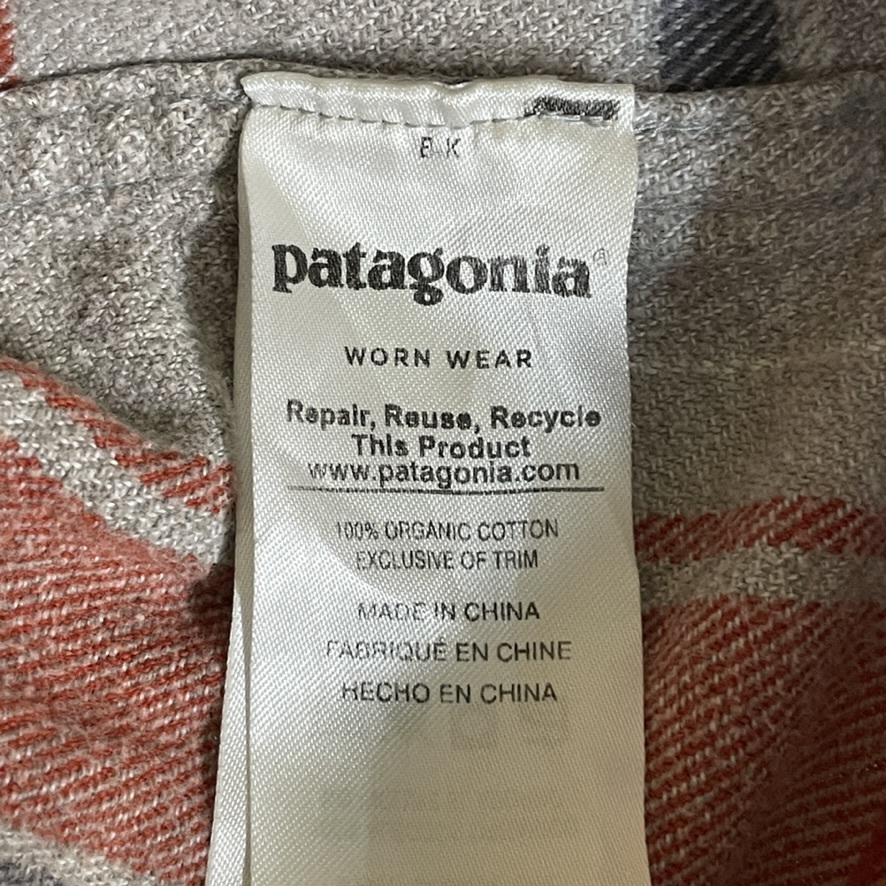 patagonia®
WORN WEAR
Repair, Reuse, Recycle
This Product
www.patagonia.com
100% ORGANIC COTTON
EXCLUSIVE OF TRIM
MADE IN CHINA
FABRIQUÉ EN CHINE
HECHO EN CHINA